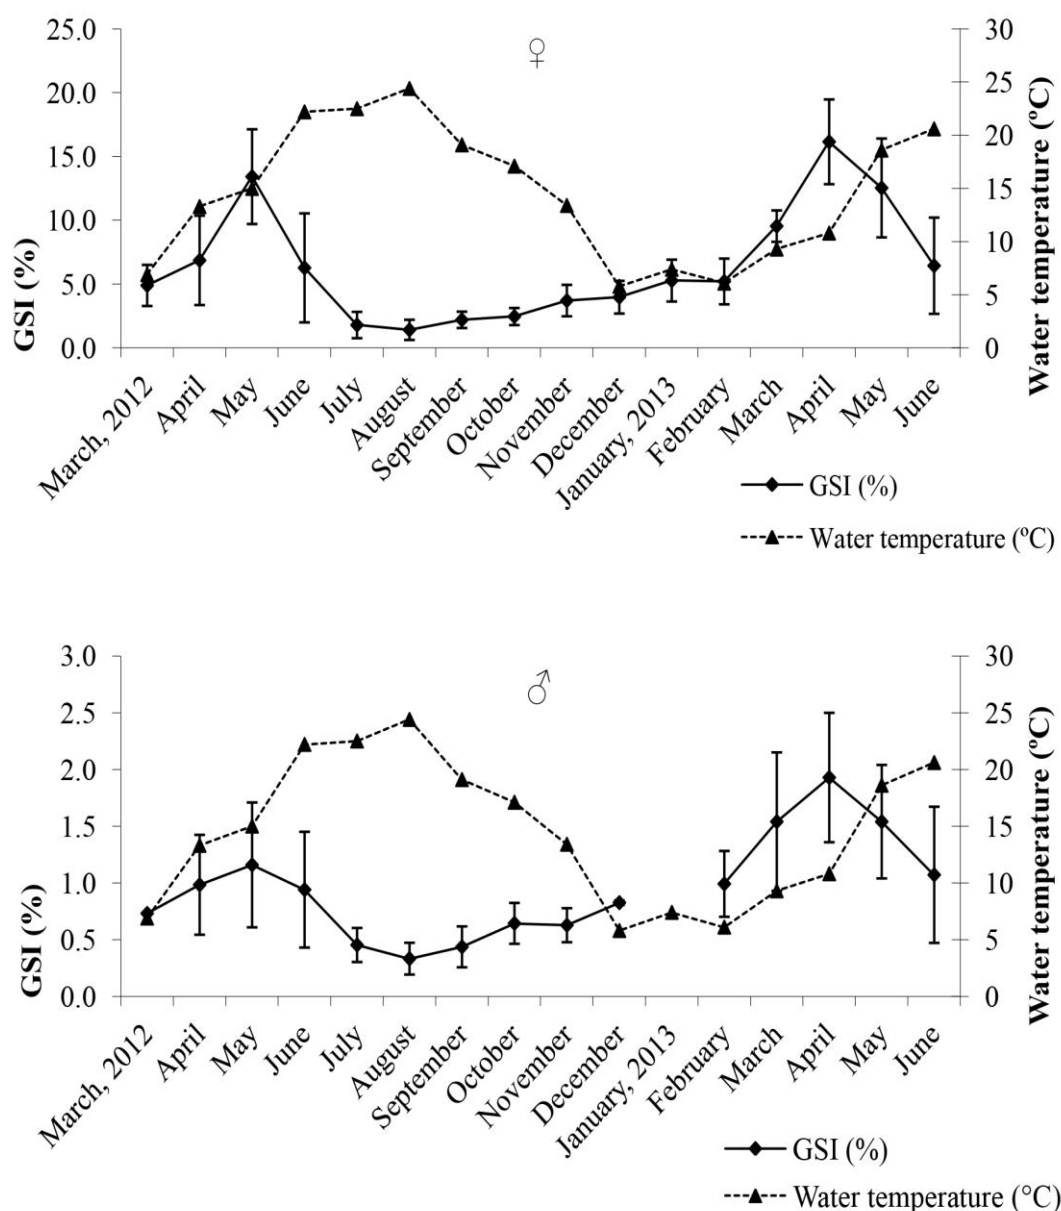 ♀
GSI (%)
25.0
20.0
15.0
10.0
5.0
0.0
Water temperature (ºC)
30
25
20
15
10
5
0
March, 2012
April
May
June
July
August
September
October
November
December
January, 2013
February
March
April
May
June
GSI (%)
Water temperature (ºC)
♂
GSI (%)
3.0
2.5
2.0
1.5
1.0
0.5
0.0
Water temperature (ºC)
30
25
20
15
10
5
0
March, 2012
April
May
June
July
August
September
October
November
December
January, 2013
February
March
April
May
June
GSI (%)
Water temperature (°C)